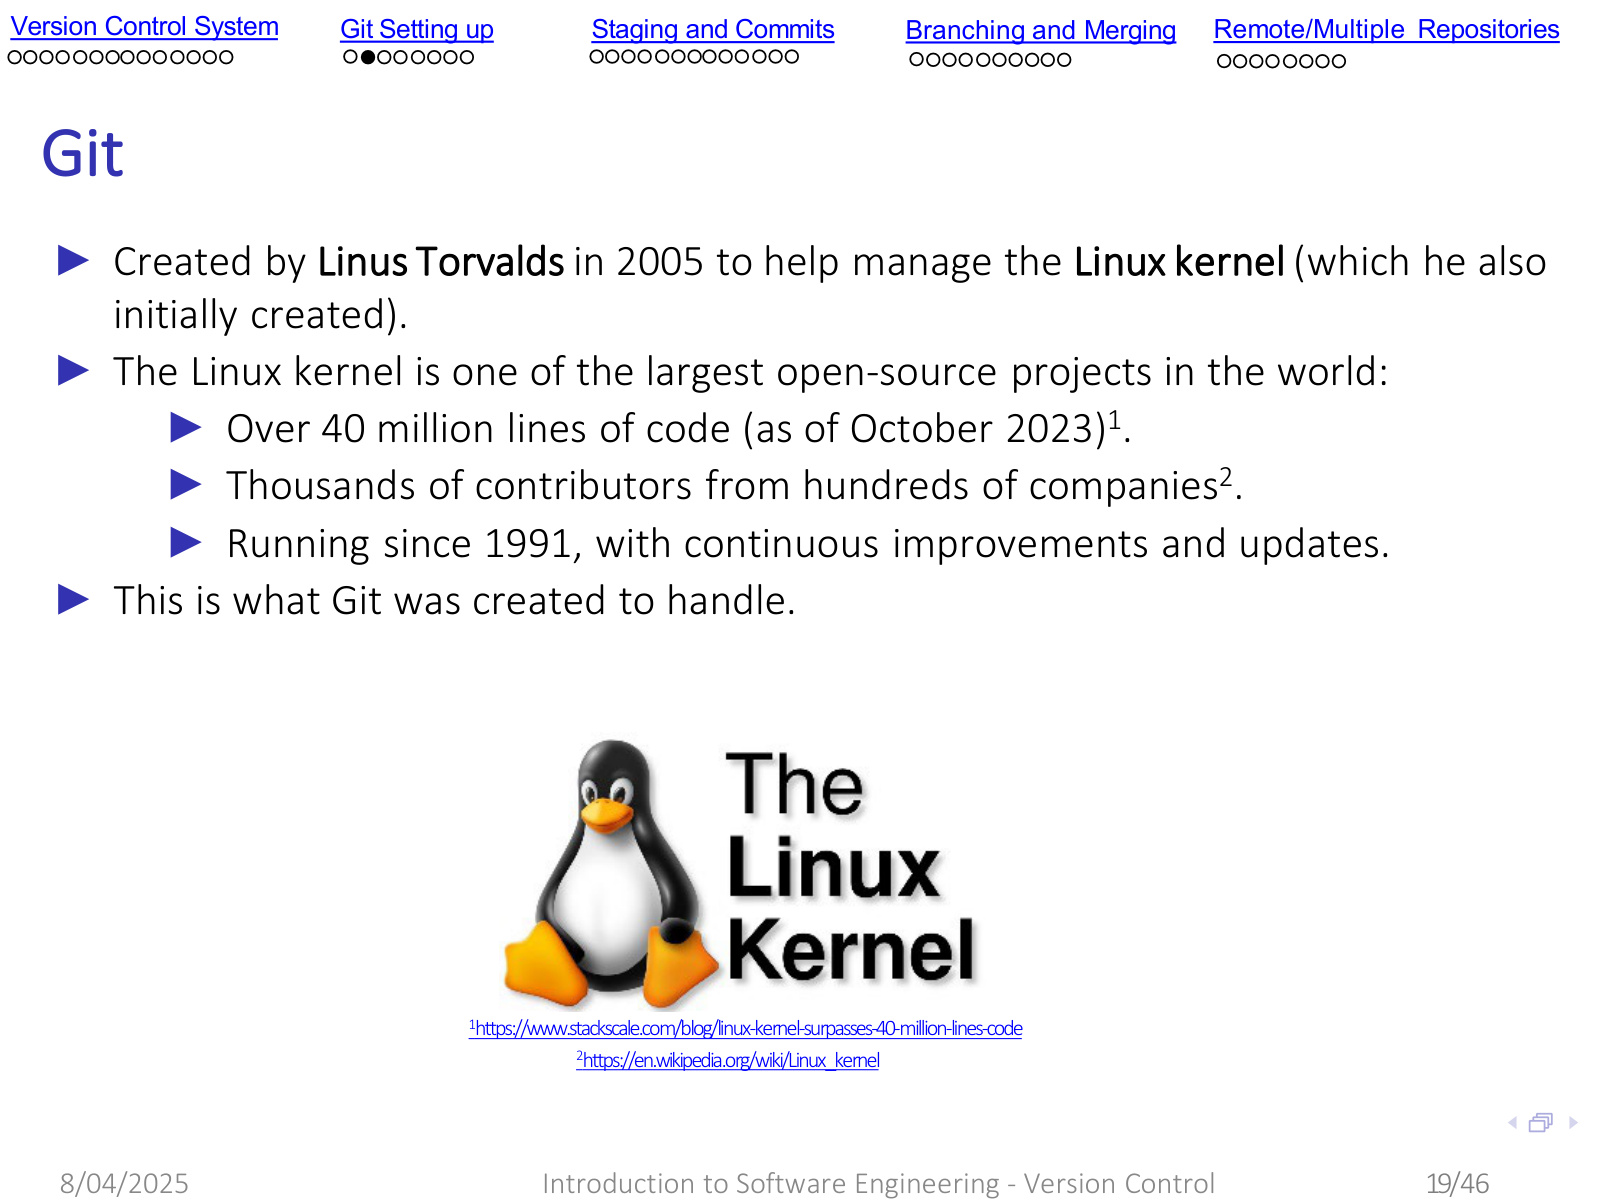 Version Control System
Git Setting up
Staging and Commits
Branching and Merging
Remote/Multiple Repositories
Git
Created by Linus Torvalds in 2005 to help manage the Linux kernel (which he also
initially created).
The Linux kernel is one of the largest open-source projects in the world:
Over 40 million lines of code (as of October 2023)¹.
Thousands of contributors from hundreds of companies².
Running since 1991, with continuous improvements and updates.
This is what Git was created to handle.
The
Linux
Kernel
¹https://www.stackscale.com/blog/linux-kernel-surpasses-40-million-lines-code
²https://en.wikipedia.org/wiki/Linux_kernel
8/04/2025
Introduction to Software Engineering - Version Control
19/46